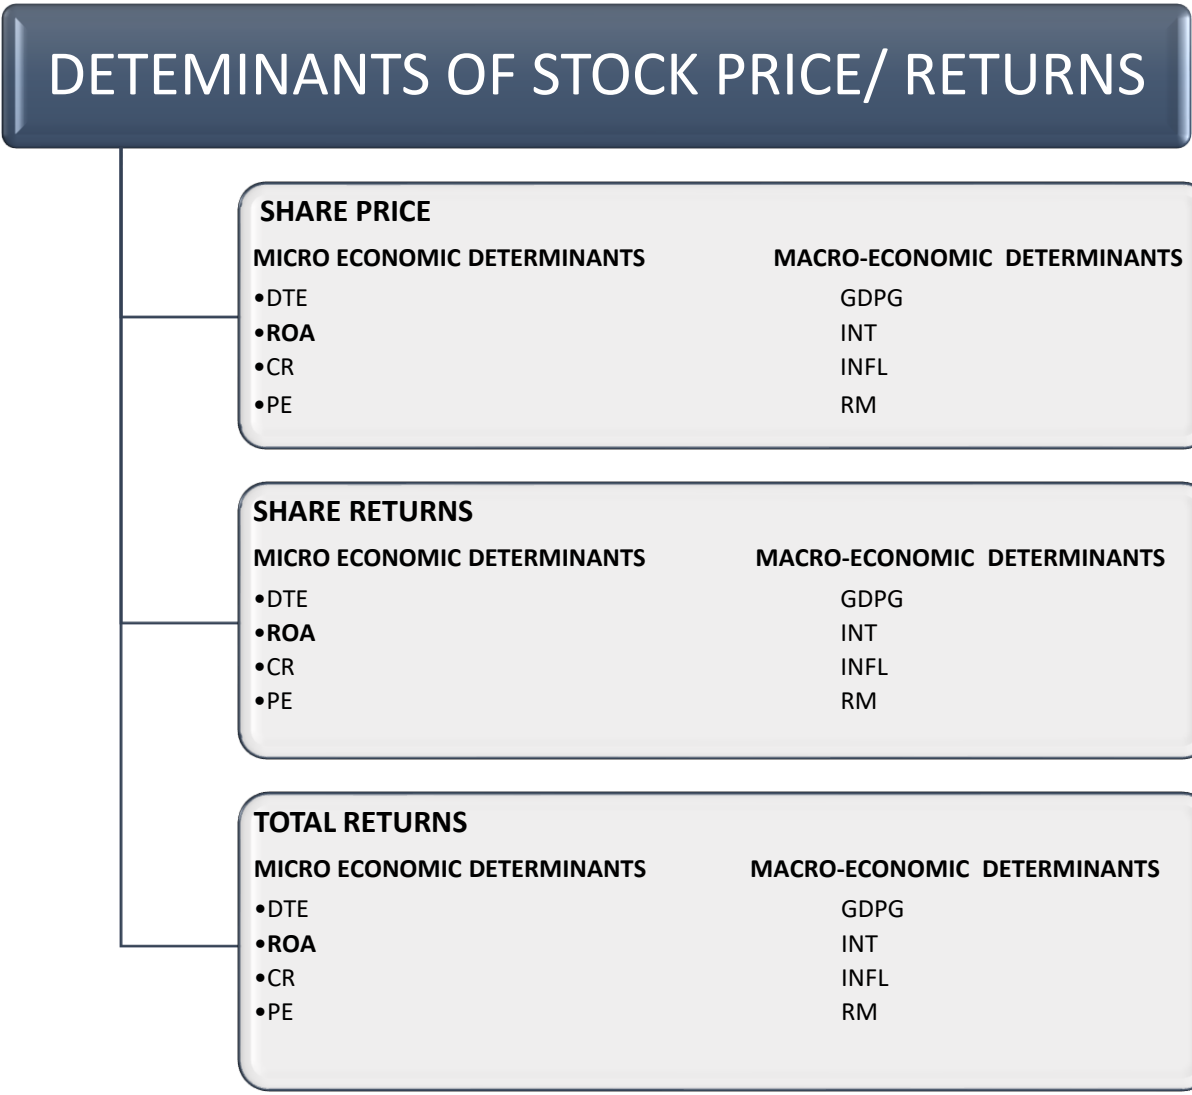 DETEMINANTS OF STOCK PRICE/ RETURNS
SHARE PRICE
MICRO ECONOMIC DETERMINANTS MACRO-ECONOMIC DETERMINANTS
•DTE GDPG
•ROA INT
•CR INFL
•PE RM
SHARE RETURNS
MICRO ECONOMIC DETERMINANTS MACRO-ECONOMIC DETERMINANTS
•DTE GDPG
•ROA INT
•CR INFL
•PE RM
TOTAL RETURNS
MICRO ECONOMIC DETERMINANTS MACRO-ECONOMIC DETERMINANTS
•DTE GDPG
•ROA INT
•CR INFL
•PE RM